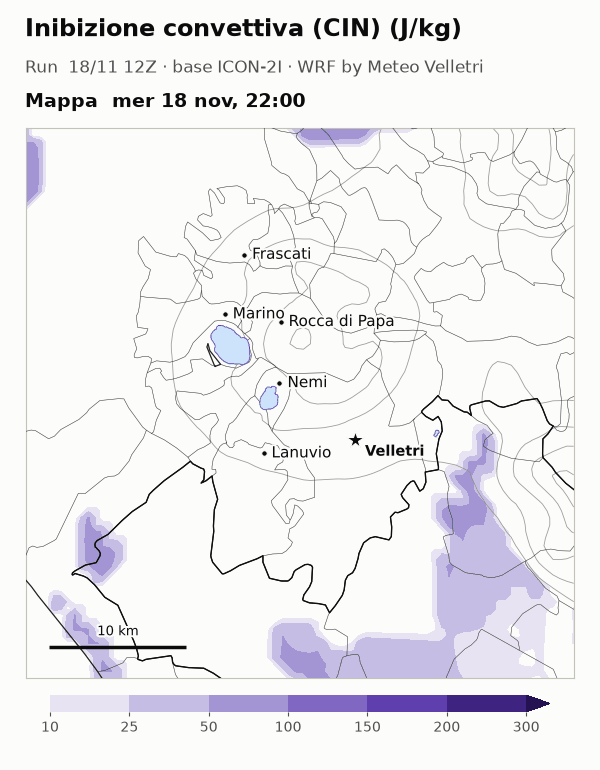 Inibizione convettiva (CIN) (J/kg)
Run  18/11 12Z · base ICON-2I · WRF by Meteo Velletri
Mappa  mer 18 nov, 22:00
Frascati
Marino
Rocca di Papa
Nemi
Velletri
Lanuvio
10 km
10 25 50 100 150 200 300